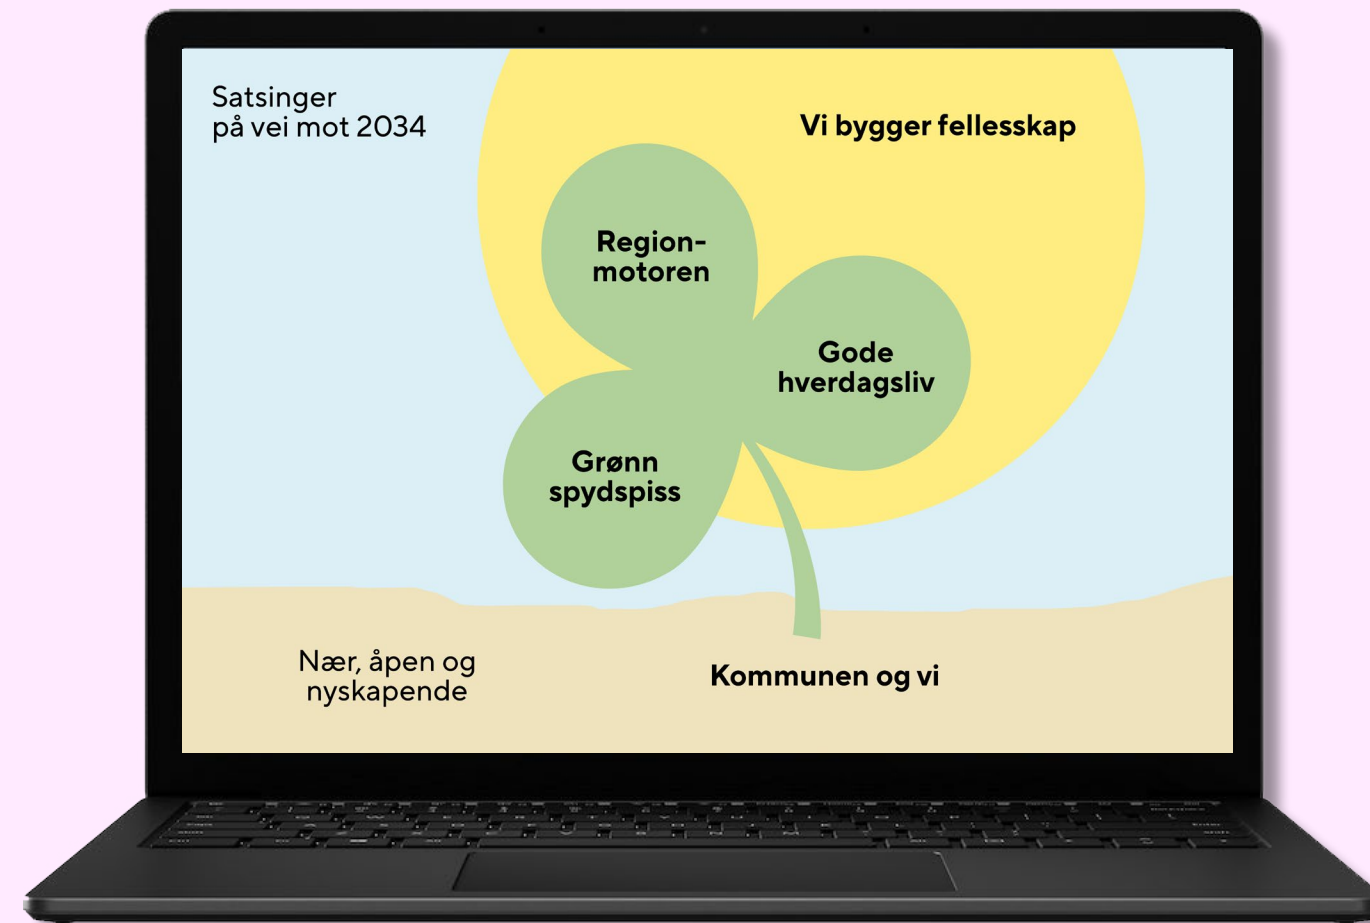 Satsinger
på vei mot 2034
Vi bygger fellesskap
Region-
motoren
Gode
hverdagsliv
Grønn
spydspiss
Nær, åpen og
nyskapende
Kommunen og vi